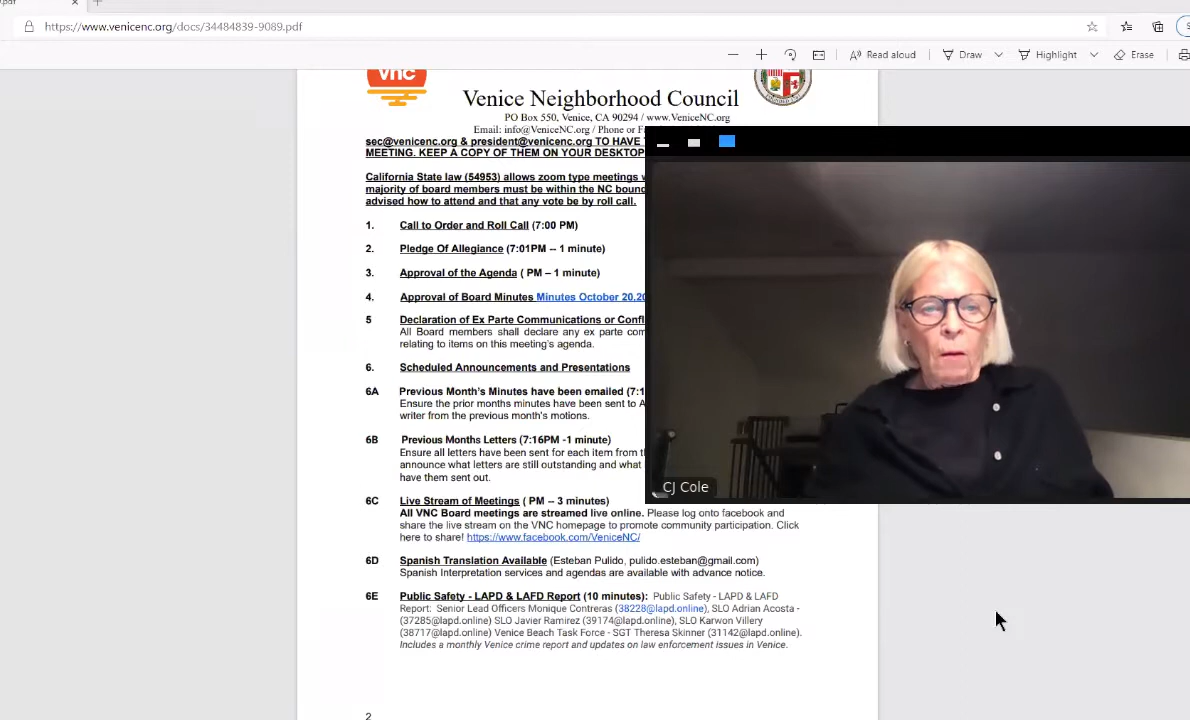 .pdf
https://www.venicenc.org/docs/34484839-9089.pdf
Read aloud
Draw
Highlight
Erase
vnc
Venice Neighborhood Council
PO Box 550, Venice, CA 90294 / www.VeniceNC.org
Email: info@VeniceNC.org / Phone or
sec@venicenc.org & president@venicenc.org TO HAVE
MEETING. KEEP A COPY OF THEM ON YOUR DESKTOP
California State law (54953) allows zoom type meetings
majority of board members must be within the NC
advised how to attend and that any vote be by roll call.
1. Call to Order and Roll Call (7:00 PM)
2. Pledge Of Allegiance (7:01PM -- 1 minute)
3. Approval of the Agenda ( PM – 1 minute)
4. Approval of Board Minutes Minutes October 20.20
5 Declaration of Ex Parte Communications or
All Board members shall declare any ex parte
relating to items on this meeting's agenda.
6. Scheduled Announcements and Presentations
6A Previous Month's Minutes have been emailed (7:1
Ensure the prior months minutes have been sent to
writer from the previous month's motions.
6B Previous Months Letters (7:16PM -1 minute)
Ensure all letters have been sent for each item from
announce what letters are still outstanding and what
have them sent out.
6C Live Stream of Meetings ( PM -- 3 minutes)
All VNC Board meetings are streamed live online. Please log onto facebook and
share the live stream on the VNC homepage to promote community participation. Click
here to share! https://www.facebook.com/VeniceNC/
6D Spanish Translation Available (Esteban Pulido, pulido.esteban@gmail.com)
Spanish Interpretation services and agendas are available with advance notice.
6E Public Safety - LAPD & LAFD Report (10 minutes): Public Safety - LAPD & LAFD
Report: Senior Lead Officers Monique Contreras (38228@lapd.online), SLO Adrian Acosta -
(37285@lapd.online) SLO Javier Ramirez (39174@lapd.online), SLO Karwon Villery
(38717@lapd.online) Venice Beach Task Force - SGT Theresa Skinner (31142@lapd.online).
Includes a monthly Venice crime report and updates on law enforcement issues in Venice.
2
CJ Cole